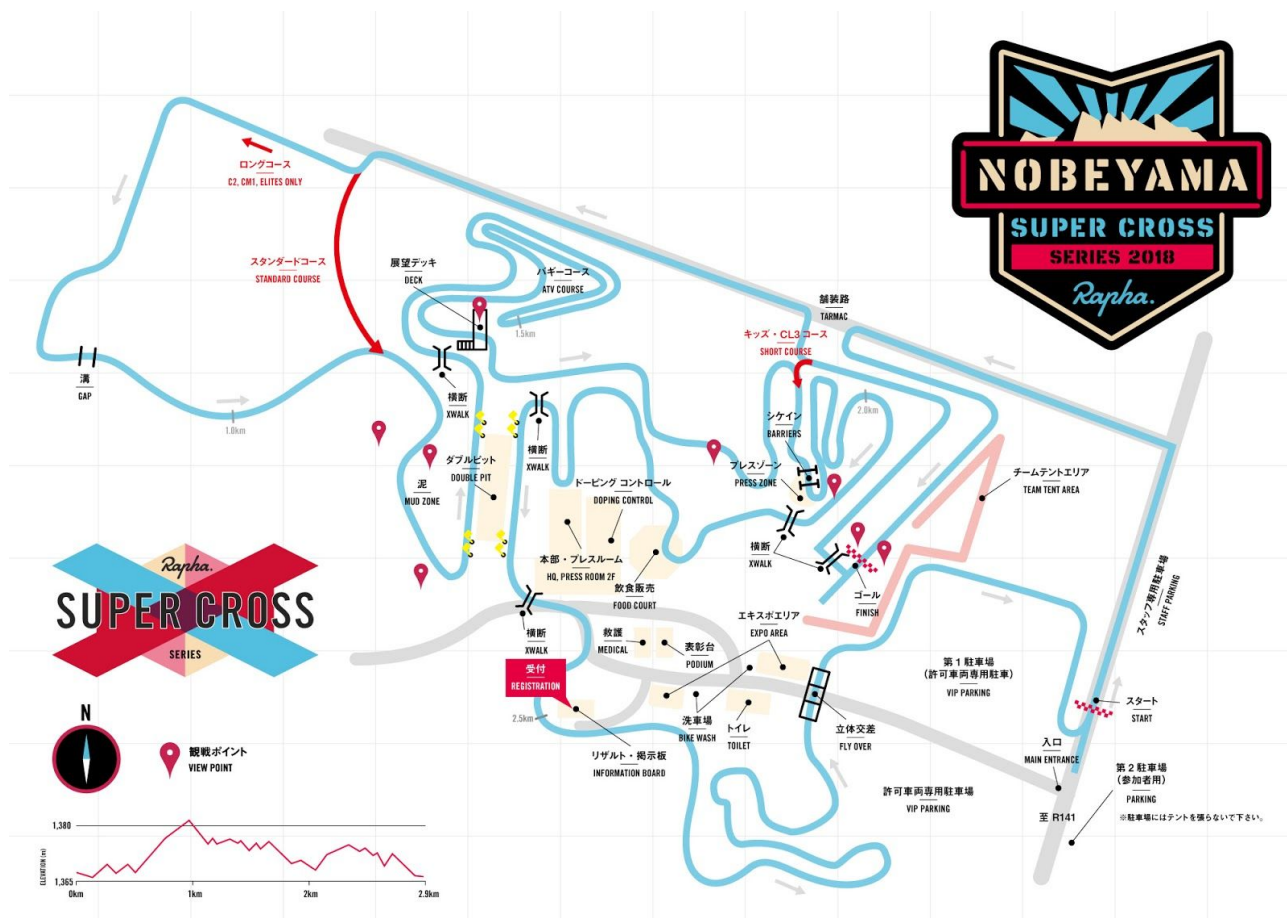 NOBEYAMA
SUPER CROSS
SERIES 2018
Rapha.
ロングコース
C2, CM1, ELITES ONLY
スタンダードコース
STANDARD COURSE
展望デッキ
DECK
バギーコース
ATV COURSE
1.5km
舗装路
TARMAC
キッズ・CL3コース
SHORT COURSE
溝
GAP
1.0km
横断
XWALK
横断
XWALK
シケイン
BARRIERS
2.0km
プレスゾーン
PRESS ZONE
泥
MUD ZONE
ダブルピット
DOUBLE PIT
ドーピング コントロール
DOPING CONTROL
チームテントエリア
TEAM TENT AREA
本部・プレスルーム
HQ, PRESS ROOM 2F
飲食販売
FOOD COURT
横断
XWALK
ゴール
FINISH
スタッフ専用駐車場
STAFF PARKING
Rapha.
SUPER CROSS
SERIES
横断
XWALK
救護
MEDICAL
表彰台
PODIUM
エキスポエリア
EXPO AREA
受付
REGISTRATION
第1駐車場
(許可車両専用駐車)
VIP PARKING
スタート
START
2.5km
リザルト・掲示板
INFORMATION BOARD
洗車場
BIKE WASH
トイレ
TOILET
立体交差
FLY OVER
入口
MAIN ENTRANCE
第2駐車場
(参加者用)
PARKING
許可車両専用駐車場
VIP PARKING
至 R141
※駐車場にはテントを張らないで下さい。
N
観戦ポイント
VIEW POINT
1,380
1,365
ELEVATION (m)
0km
1km
2km
2.9km